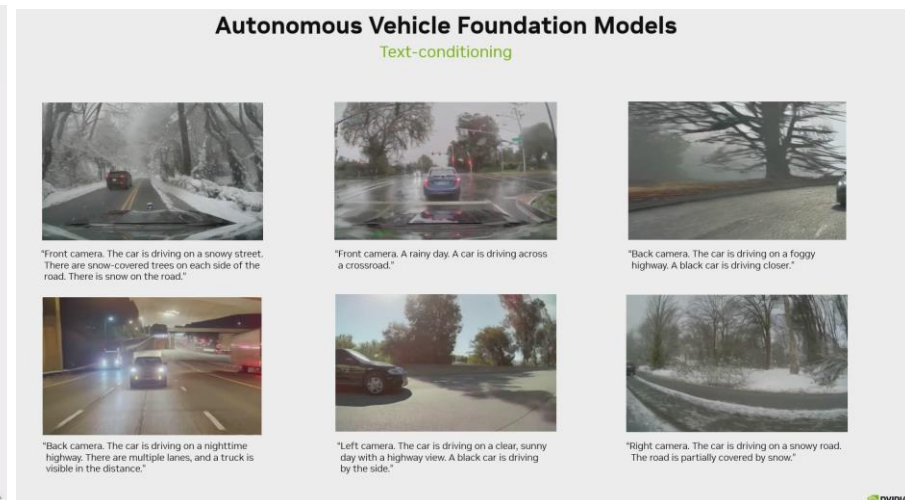 Autonomous Vehicle Foundation Models
Text-conditioning
"Front camera. The car is driving on a snowy street.
There are snow-covered trees on each side of the
road. There is snow on the road."
"Front camera. A rainy day. A car is driving across
a crossroad."
"Back camera. The car is driving on a foggy
highway. A black car is driving closer."
"Back camera. The car is driving on a nighttime
highway. There are multiple lanes, and a truck is
visible in the distance."
"Left camera. The car is driving on a clear, sunny
day with a highway view. A black car is driving
by the side."
"Right camera. The car is driving on a snowy road.
The road is partially covered by snow."